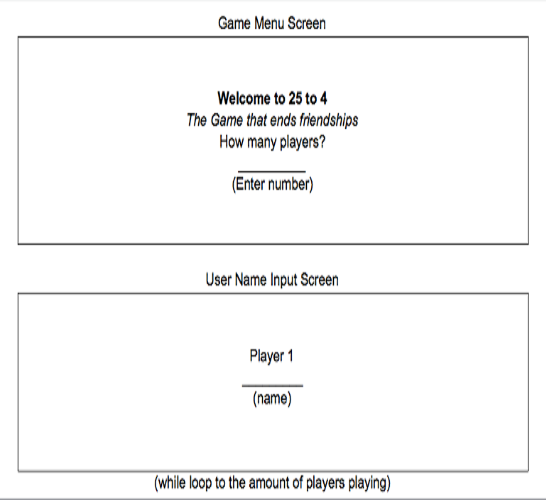 Game Menu Screen
Welcome to 25 to 4
The Game that ends friendships
How many players?
(Enter number)
User Name Input Screen
Player 1
(name)
(while loop to the amount of players playing)